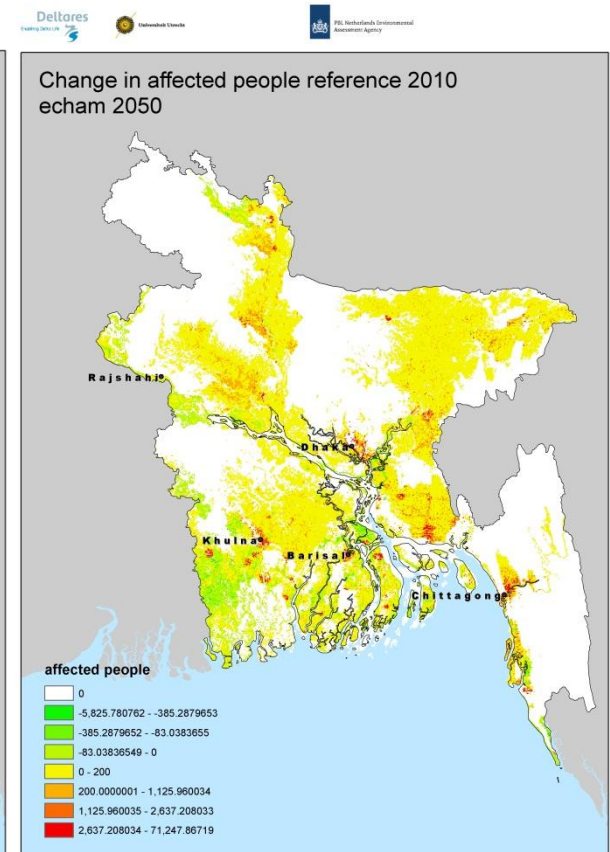 Deltares
Enabling Delta Life
Universiteit Utrecht
PBL Netherlands Environmental
Assessment Agency
Change in affected people reference 2010
echam 2050
Rajshahi
Dhaka
Khulna
Barisal
Chittagong
affected people
0
-5,825.780762 - -385.2879653
-385.2879652 - -83.0383655
-83.03836549 - 0
0 - 200
200.0000001 - 1,125.960034
1,125.960035 - 2,637.208033
2,637.208034 - 71,247.86719